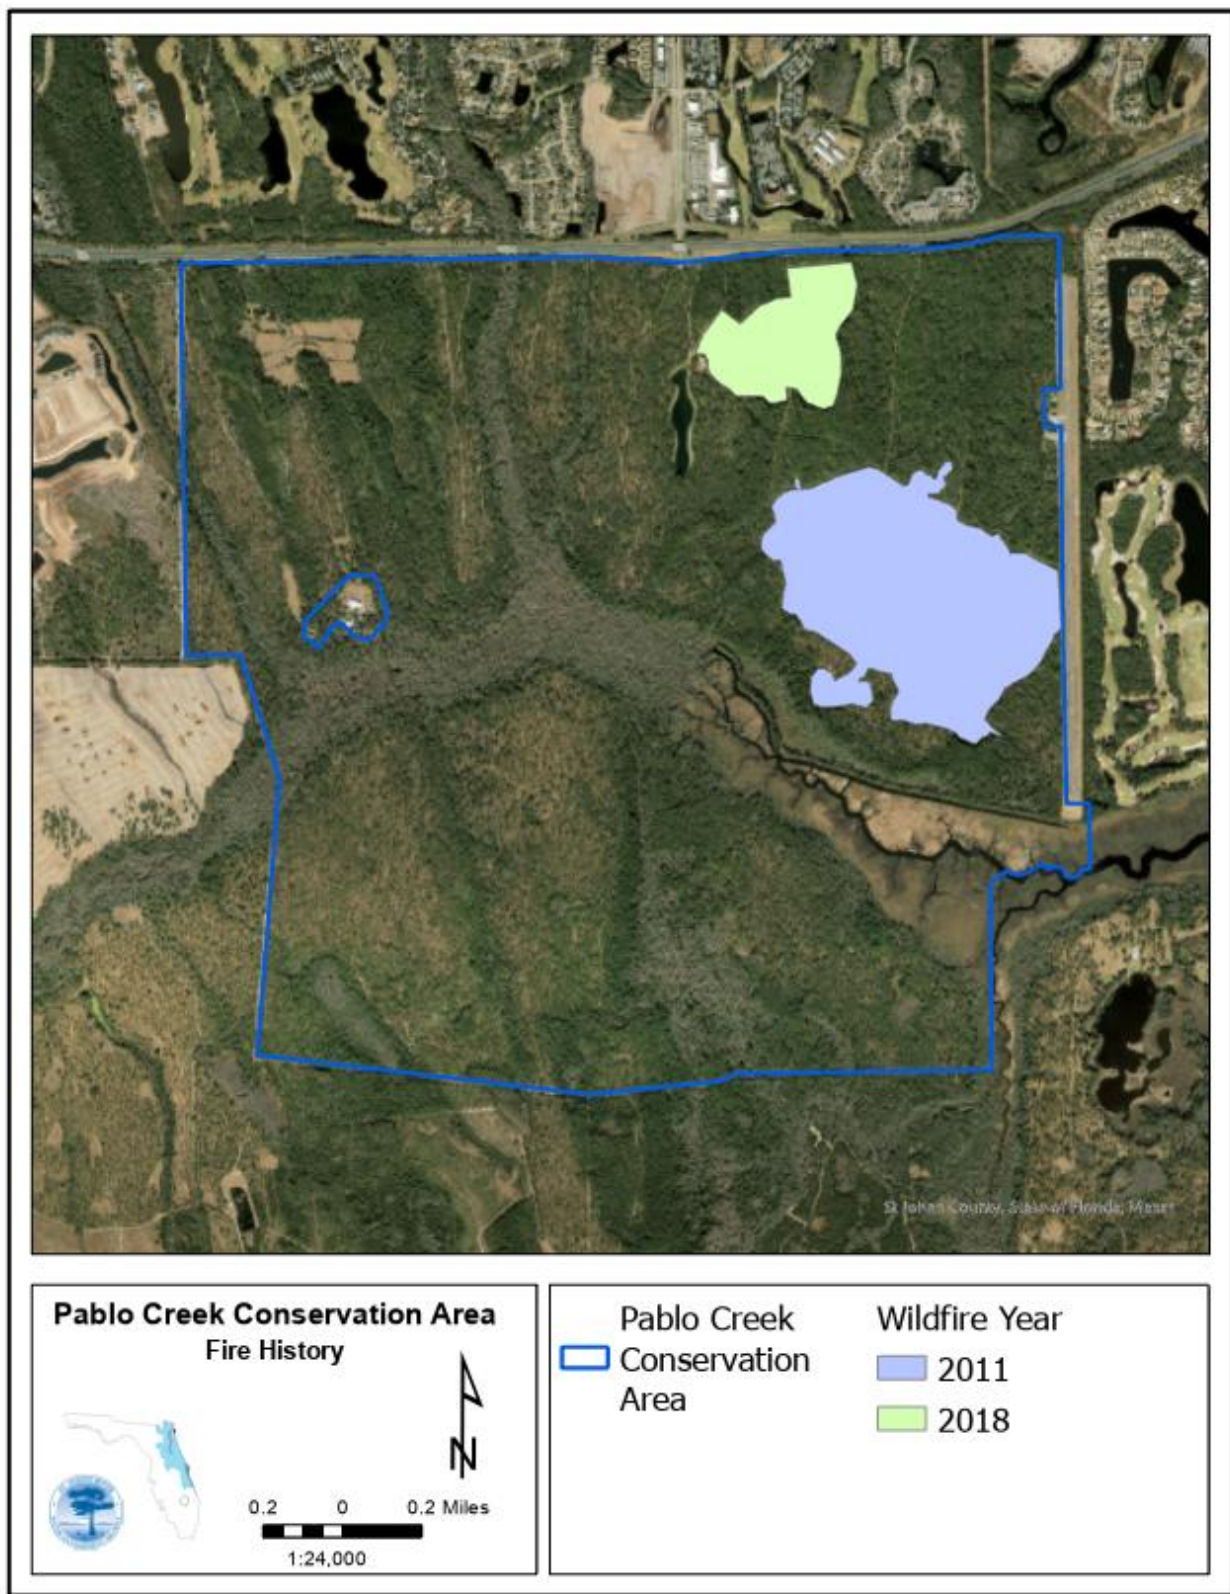 Pablo Creek Conservation Area
Fire History
N
0.2 0 0.2 Miles
1:24,000
Pablo Creek
Conservation
Area
Wildfire Year
2011
2018